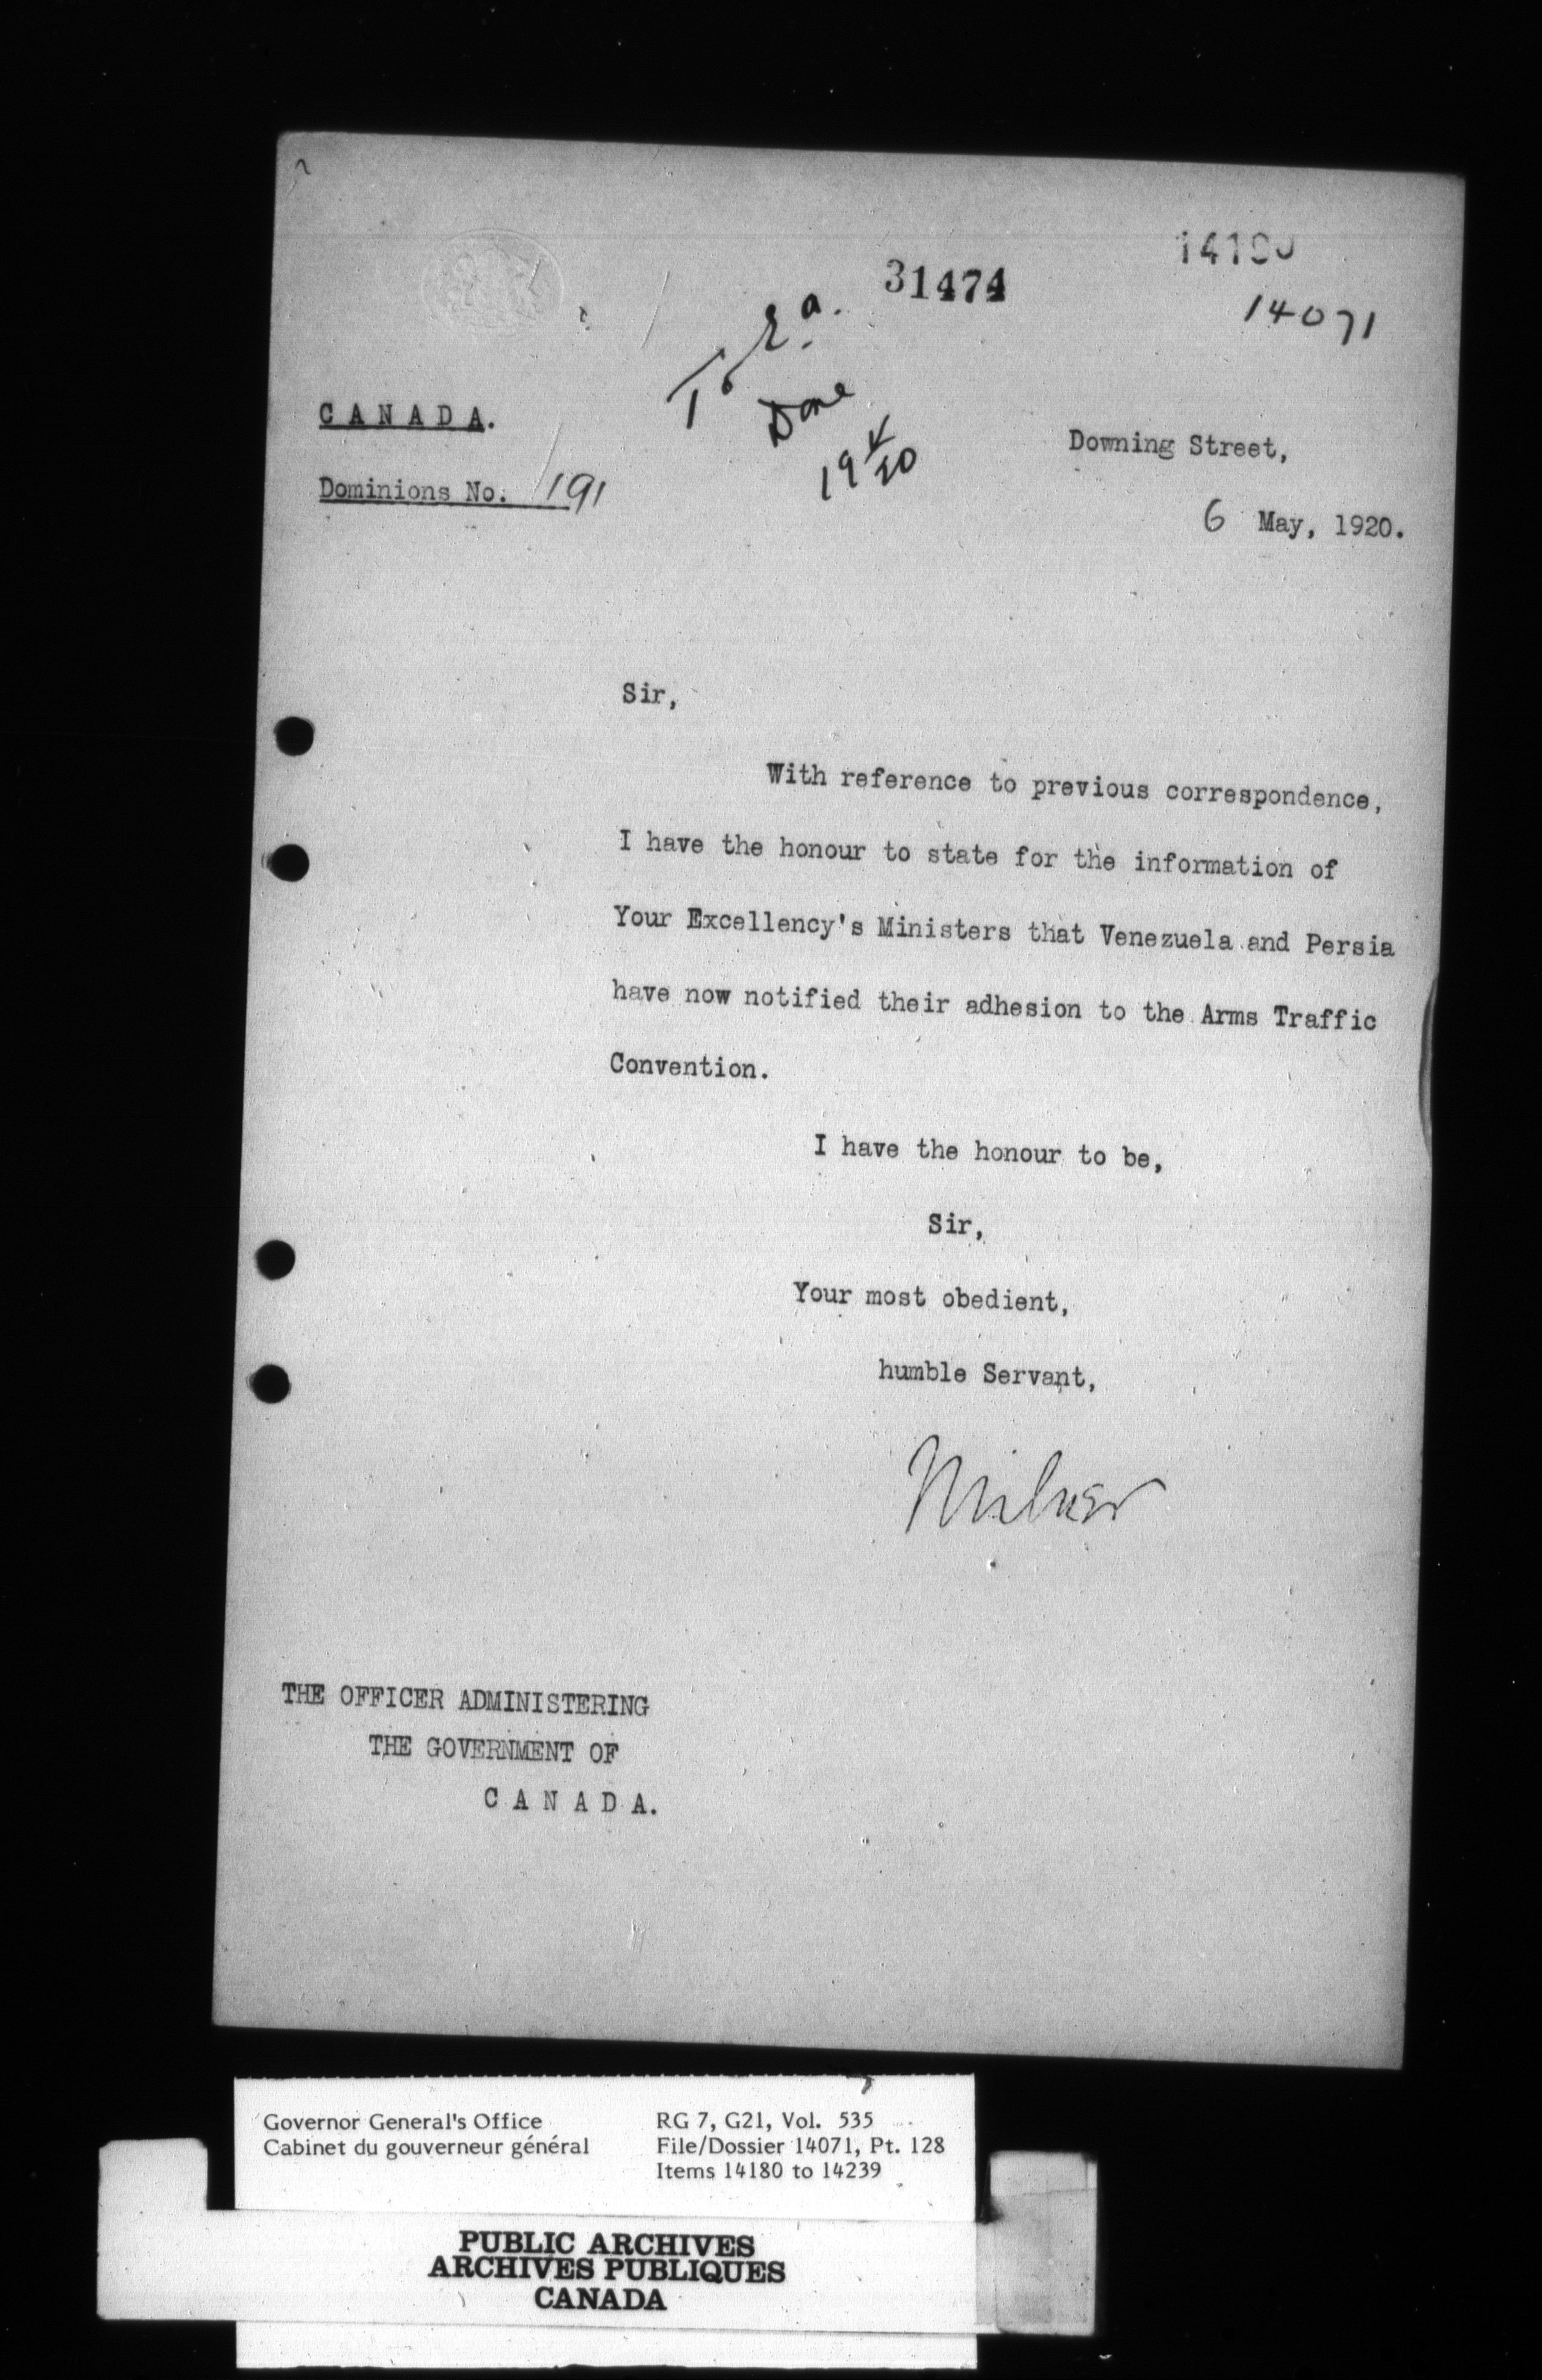 31474
14071
To E.a.
Done
19 V 20
CANADA.
Dominions No. 191
Downing Street,
6 May, 1920.
Sir,
With reference to previous correspondence,
I have the honour to state for the information of
Your Excellency's Ministers that Venezuela and Persia
have now notified their adhesion to the Arms Traffic
Convention.
I have the honour to be,
Sir,
Your most obedient,
humble Servant,
Milner
THE OFFICER ADMINISTERING
THE GOVERNMENT OF
CANADA.
Governor General's Office
Cabinet du gouverneur général
RG 7, G21, Vol. 535
File/Dossier 14071, Pt. 128
Items 14180 to 14239
PUBLIC ARCHIVES
ARCHIVES PUBLIQUES
CANADA